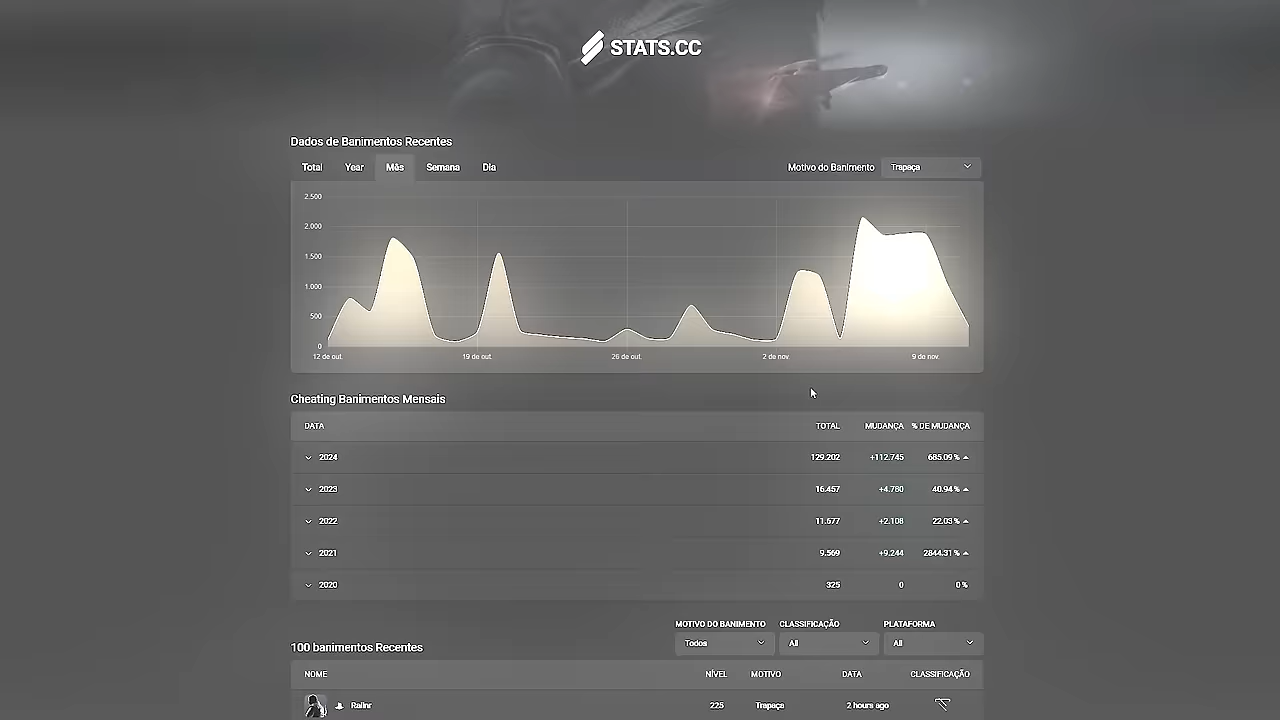 STATS.CC
Dados de Banimentos Recentes
Total Year Mês Semana Dia Motivo do Banimento Trapaça
2.500
2.000
1.500
1.000
500
0
12 de out. 19 de out. 26 de out. 2 de nov. 9 de nov.
Cheating Banimentos Mensais
DATA TOTAL MUDANÇA % DE MUDANÇA
2024 129.202 +112.745 685.09%
2023 16.457 +4.780 40.94%
2022 11.577 +2.108 22.03%
2021 9.569 +9.244 2844.31%
2020 325 0 0%
MOTIVO DO BANIMENTO CLASSIFICAÇÃO PLATAFORMA
100 banimentos Recentes Todos All All
NOME NÍVEL MOTIVO DATA CLASSIFICAÇÃO
225 Trapaça 2 hours ago